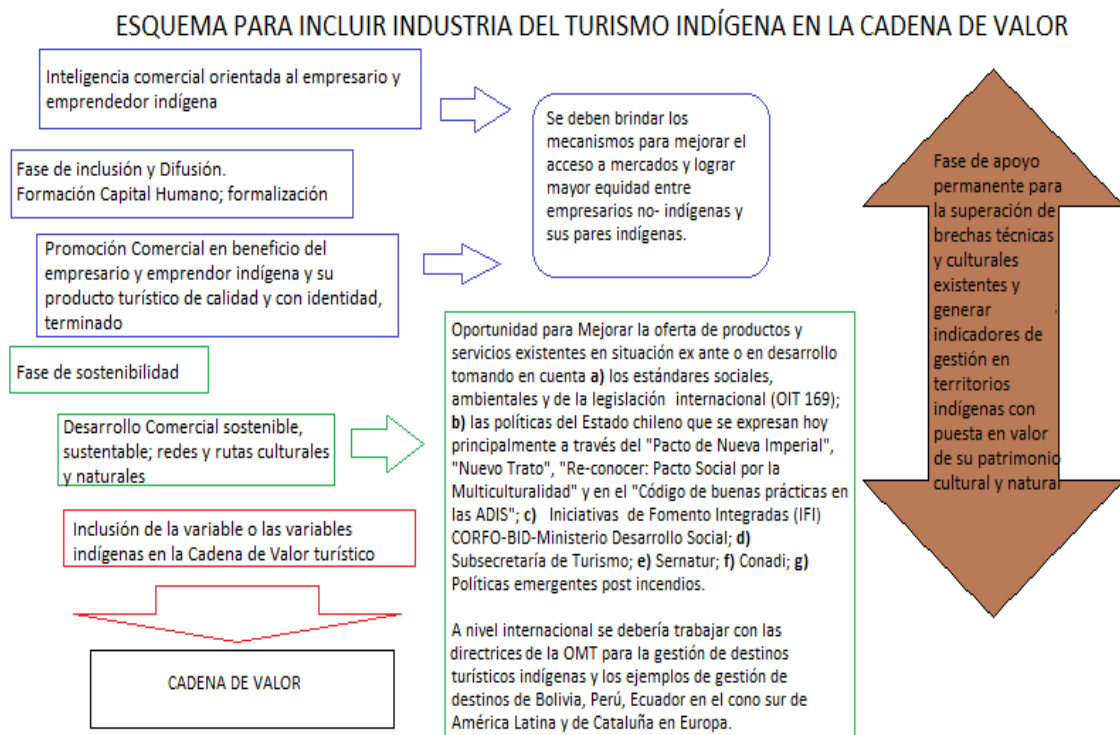 ESQUEMA PARA INCLUIR INDUSTRIA DEL TURISMO INDÍGENA EN LA CADENA DE VALOR
Inteligencia comercial orientada al empresario y
emprendedor indígena
Se deben brindar los
mecanismos para mejorar el
acceso a mercados y lograr
mayor equidad entre
empresarios no- indígenas y
sus pares indígenas.
Fase de inclusión y Difusión.
Formación Capital Humano; formalización
Promoción Comercial en beneficio del
empresario y emprendor indígena y su
producto turístico de calidad y con identidad,
terminado
Fase de sostenibilidad
Desarrollo Comercial sostenible,
sustentable; redes y rutas culturales
y naturales
Oportunidad para Mejorar la oferta de productos y
servicios existentes en situación ex ante o en desarrollo
tomando en cuenta a) los estándares sociales,
ambientales y de la legislación internacional (OIT 169);
b) las políticas del Estado chileno que se expresan hoy
principalmente a través del "Pacto de Nueva Imperial",
"Nuevo Trato", "Re-conocer: Pacto Social por la
Multiculturalidad" y en el "Código de buenas prácticas en
las ADIS"; c) Iniciativas de Fomento Integradas (IFI)
CORFO-BID-Ministerio Desarrollo Social; d)
Subsecretaría de Turismo; e) Sernatur; f) Conadi; g)
Políticas emergentes post incendios.
A nivel internacional se debería trabajar con las
directrices de la OMT para la gestión de destinos
turísticos indígenas y los ejemplos de gestión de
destinos de Bolivia, Perú, Ecuador en el cono sur de
América Latina y de Cataluña en Europa.
Inclusión de la variable o las variables
indígenas en la Cadena de Valor turístico
CADENA DE VALOR
Fase de apoyo
permanente para
la superación de
brechas técnicas
y culturales
existentes y
generar
indicadores de
gestión en
territorios
indígenas con
puesta en valor
de su patrimonio
cultural y natural